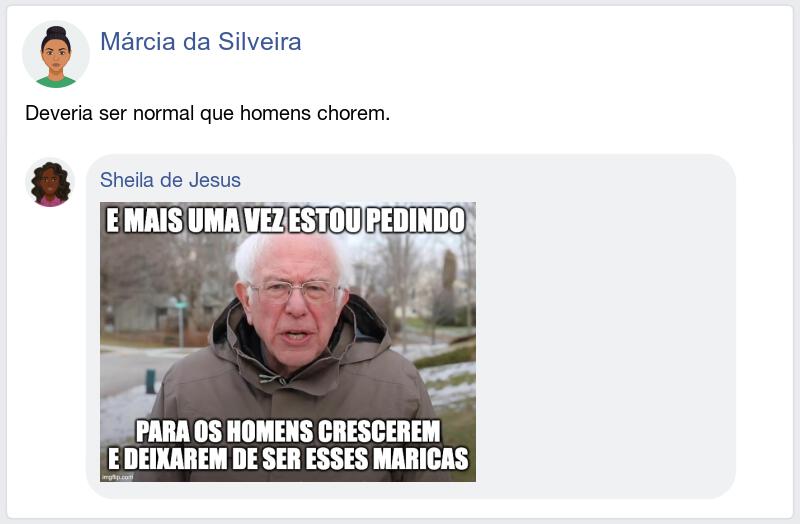 Márcia da Silveira
Deveria ser normal que homens chorem.
Sheila de Jesus
E MAIS UMA VEZ ESTOU PEDINDO
PARA OS HOMENS CRESCEREM
E DEIXAREM DE SER ESSES MARICAS
imgflip.com